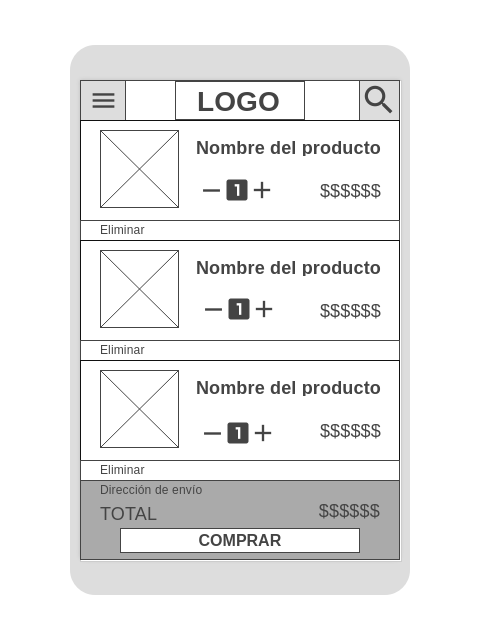 LOGO
Nombre del producto
1 $$$$$$
Eliminar
Nombre del producto
1 $$$$$$
Eliminar
Nombre del producto
1 $$$$$$
Eliminar
Dirección de envío
TOTAL $$$$$$
COMPRAR